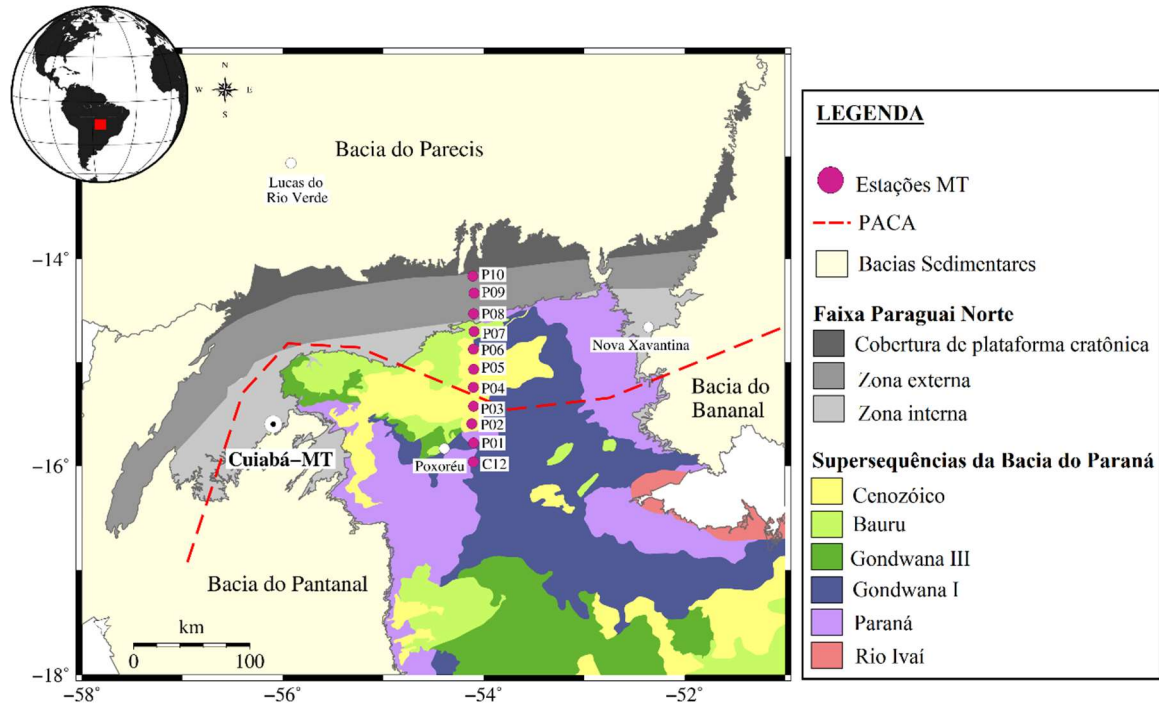 N
W E
S
Bacia do Parecis
Lucas do
Rio Verde
−14°
−15°
−16°
−18°
P10
P09
P08
P07
P06
P05
P04
P03
P02
P01
C12
Nova Xavantina
Bacia do
Bananal
Cuiabá−MT
Poxoréu
Bacia do Pantanal
km
0 100
−58 −56 −54 −52
LEGENDA
Estações MT
PACA
Bacias Sedimentares
Faixa Paraguai Norte
Cobertura de plataforma cratônica
Zona externa
Zona interna
Supersequências da Bacia do Paraná
Cenozóico
Bauru
Gondwana III
Gondwana I
Paraná
Rio Ivaí